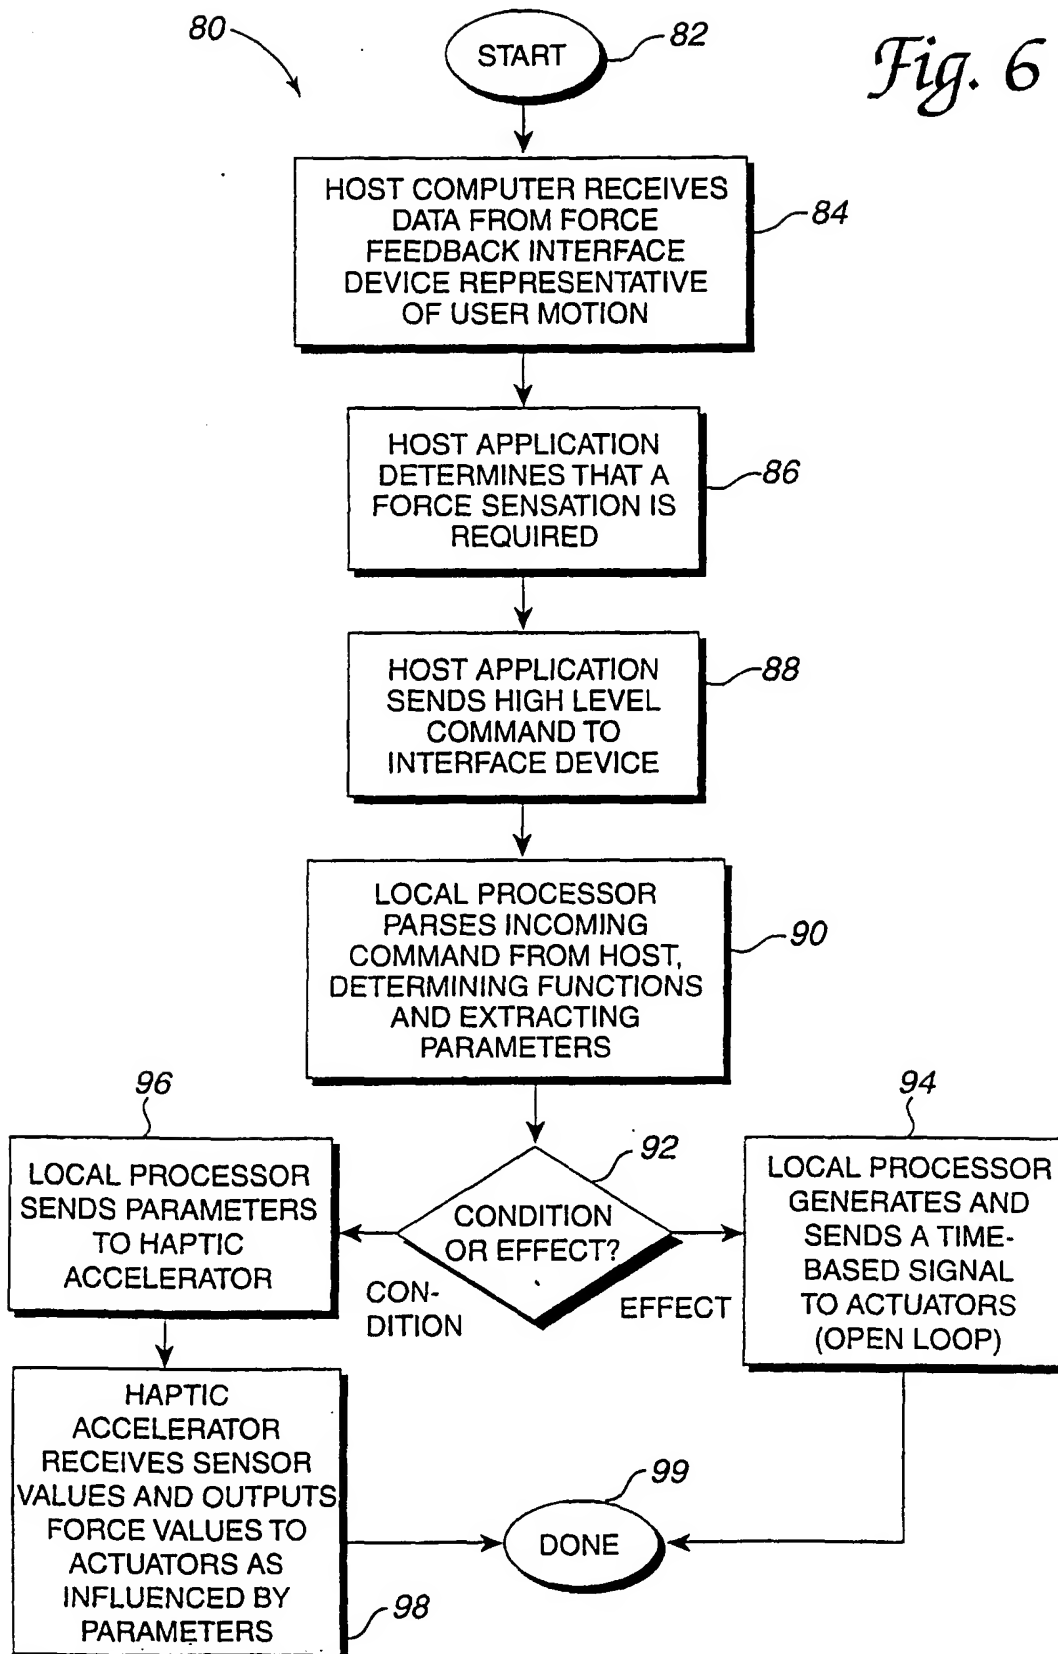 80
START
82
Fig. 6
HOST COMPUTER RECEIVES
DATA FROM FORCE
FEEDBACK INTERFACE
DEVICE REPRESENTATIVE
OF USER MOTION
84
HOST APPLICATION
DETERMINES THAT A
FORCE SENSATION IS
REQUIRED
86
HOST APPLICATION
SENDS HIGH LEVEL
COMMAND TO
INTERFACE DEVICE
88
LOCAL PROCESSOR
PARSES INCOMING
COMMAND FROM HOST,
DETERMINING FUNCTIONS
AND EXTRACTING
PARAMETERS
90
CONDITION
OR EFFECT?
92
CON-
DITION
EFFECT
96
LOCAL PROCESSOR
SENDS PARAMETERS
TO HAPTIC
ACCELERATOR
94
LOCAL PROCESSOR
GENERATES AND
SENDS A TIME-
BASED SIGNAL
TO ACTUATORS
(OPEN LOOP)
HAPTIC
ACCELERATOR
RECEIVES SENSOR
VALUES AND OUTPUTS
FORCE VALUES TO
ACTUATORS AS
INFLUENCED BY
PARAMETERS
98
99
DONE